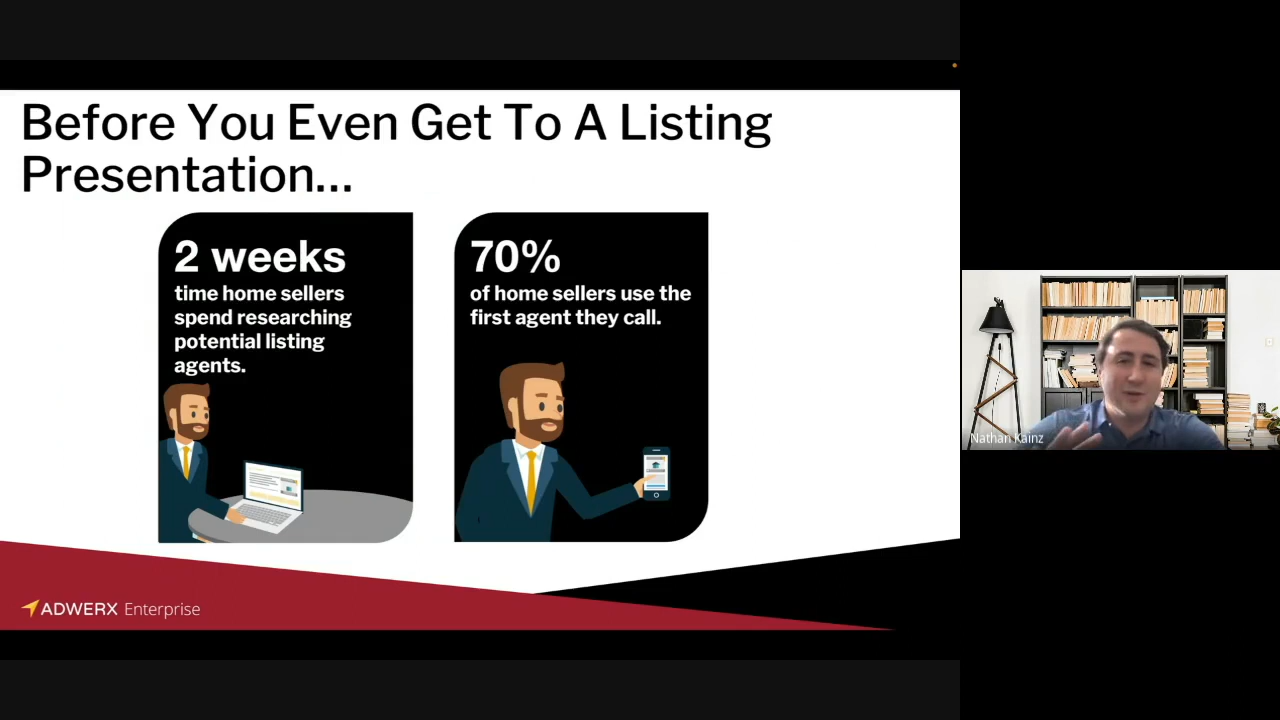 Before You Even Get To A Listing
Presentation...
2 weeks
time home sellers
spend researching
potential listing
agents.
70%
of home sellers use the
first agent they call.
ADWERX Enterprise
Nathan Kainz